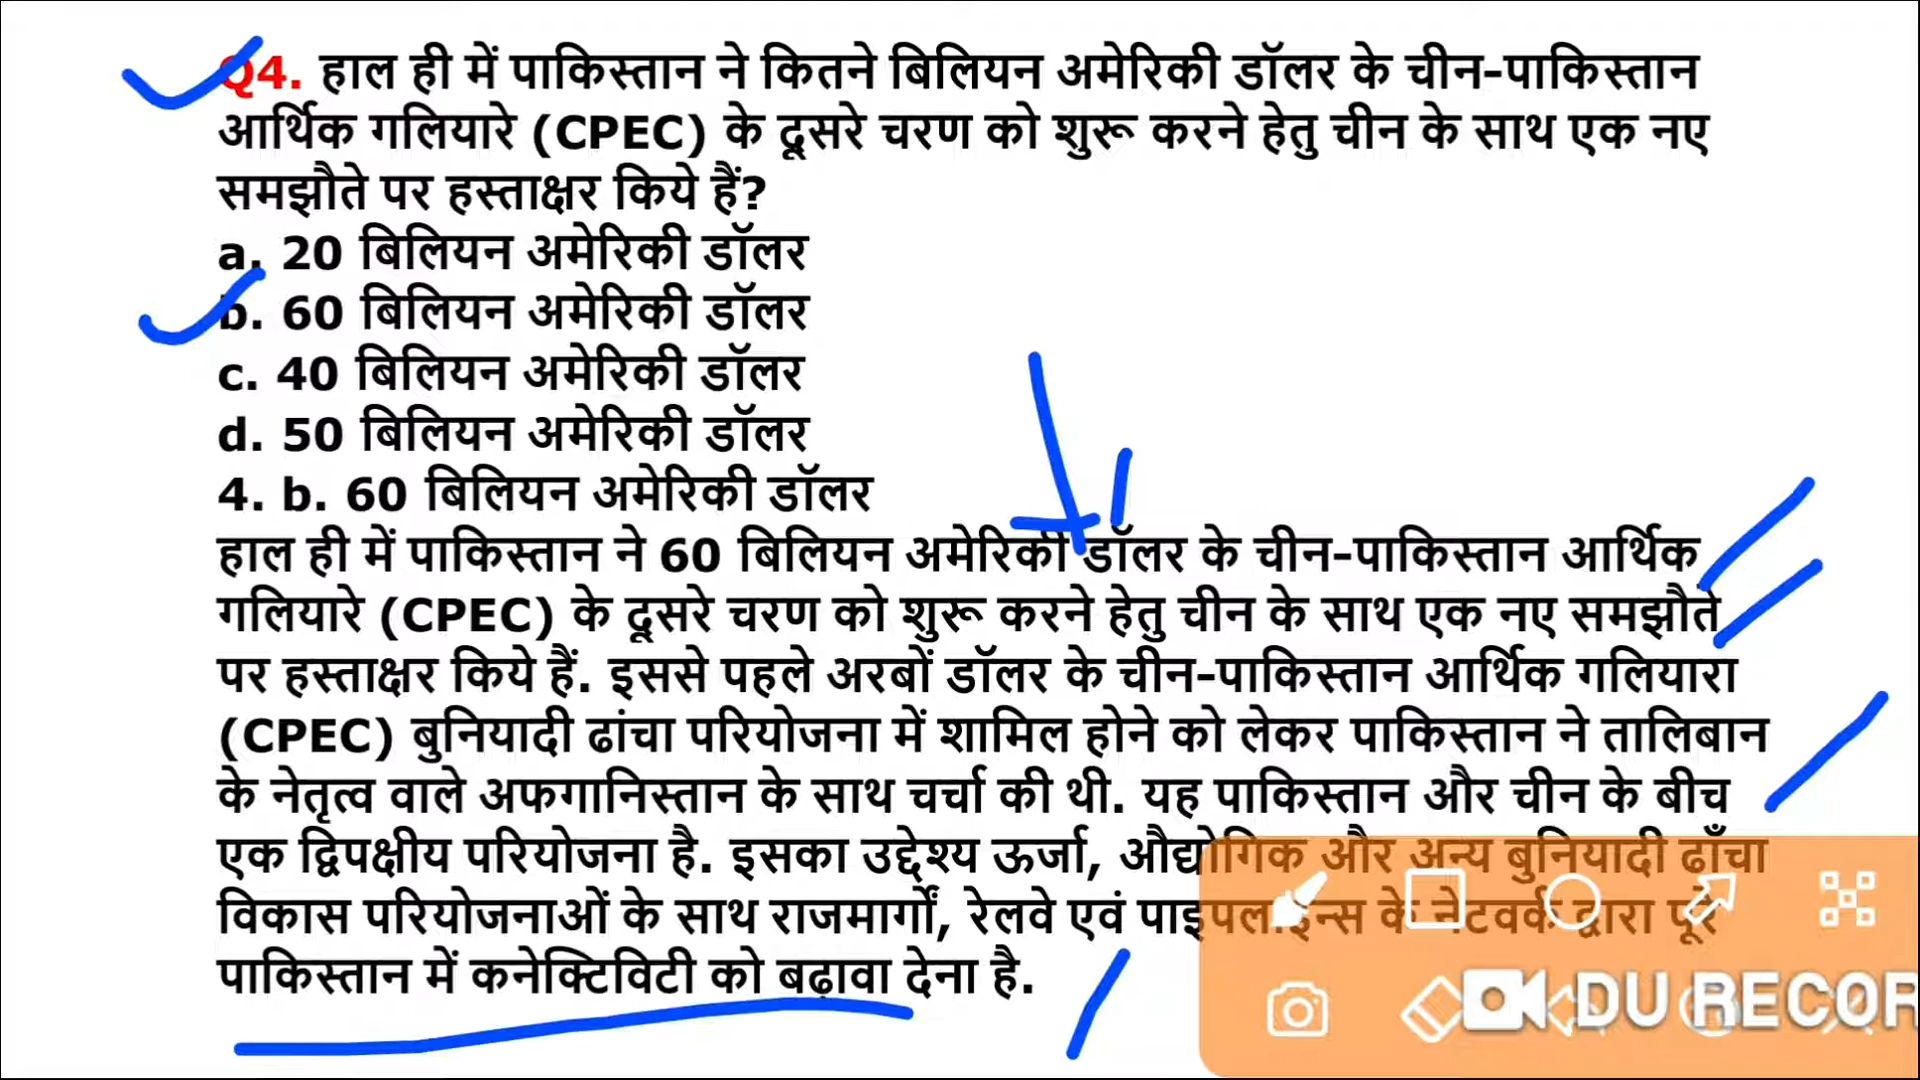 Q4. हाल ही में पाकिस्तान ने कितने बिलियन अमेरिकी डॉलर के चीन-पाकिस्तान
आर्थिक गलियारे (CPEC) के दूसरे चरण को शुरू करने हेतु चीन के साथ एक नए
समझौते पर हस्ताक्षर किये हैं?
a. 20 बिलियन अमेरिकी डॉलर
b. 60 बिलियन अमेरिकी डॉलर
c. 40 बिलियन अमेरिकी डॉलर
d. 50 बिलियन अमेरिकी डॉलर
4. b. 60 बिलियन अमेरिकी डॉलर
हाल ही में पाकिस्तान ने 60 बिलियन अमेरिकी डॉलर के चीन-पाकिस्तान आर्थिक
गलियारे (CPEC) के दूसरे चरण को शुरू करने हेतु चीन के साथ एक नए समझौते
पर हस्ताक्षर किये हैं. इससे पहले अरबों डॉलर के चीन-पाकिस्तान आर्थिक गलियारा
(CPEC) बुनियादी ढांचा परियोजना में शामिल होने को लेकर पाकिस्तान ने तालिबान
के नेतृत्व वाले अफगानिस्तान के साथ चर्चा की थी. यह पाकिस्तान और चीन के बीच
एक द्विपक्षीय परियोजना है. इसका उद्देश्य ऊर्जा, औद्योगिक और अन्य बुनियादी ढाँचा
विकास परियोजनाओं के साथ राजमार्गों, रेलवे एवं पाइपलाइन्स के नेटवर्क द्वारा पूरे
पाकिस्तान में कनेक्टिविटी को बढ़ावा देना है.
DU RECOR